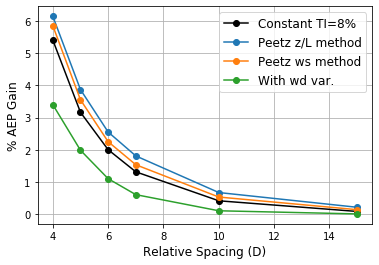 Constant TI=8%
Peetz z/L method
Peetz ws method
With wd var.
% AEP Gain
6
5
4
3
2
1
0
4 6 8 10 12 14
Relative Spacing (D)